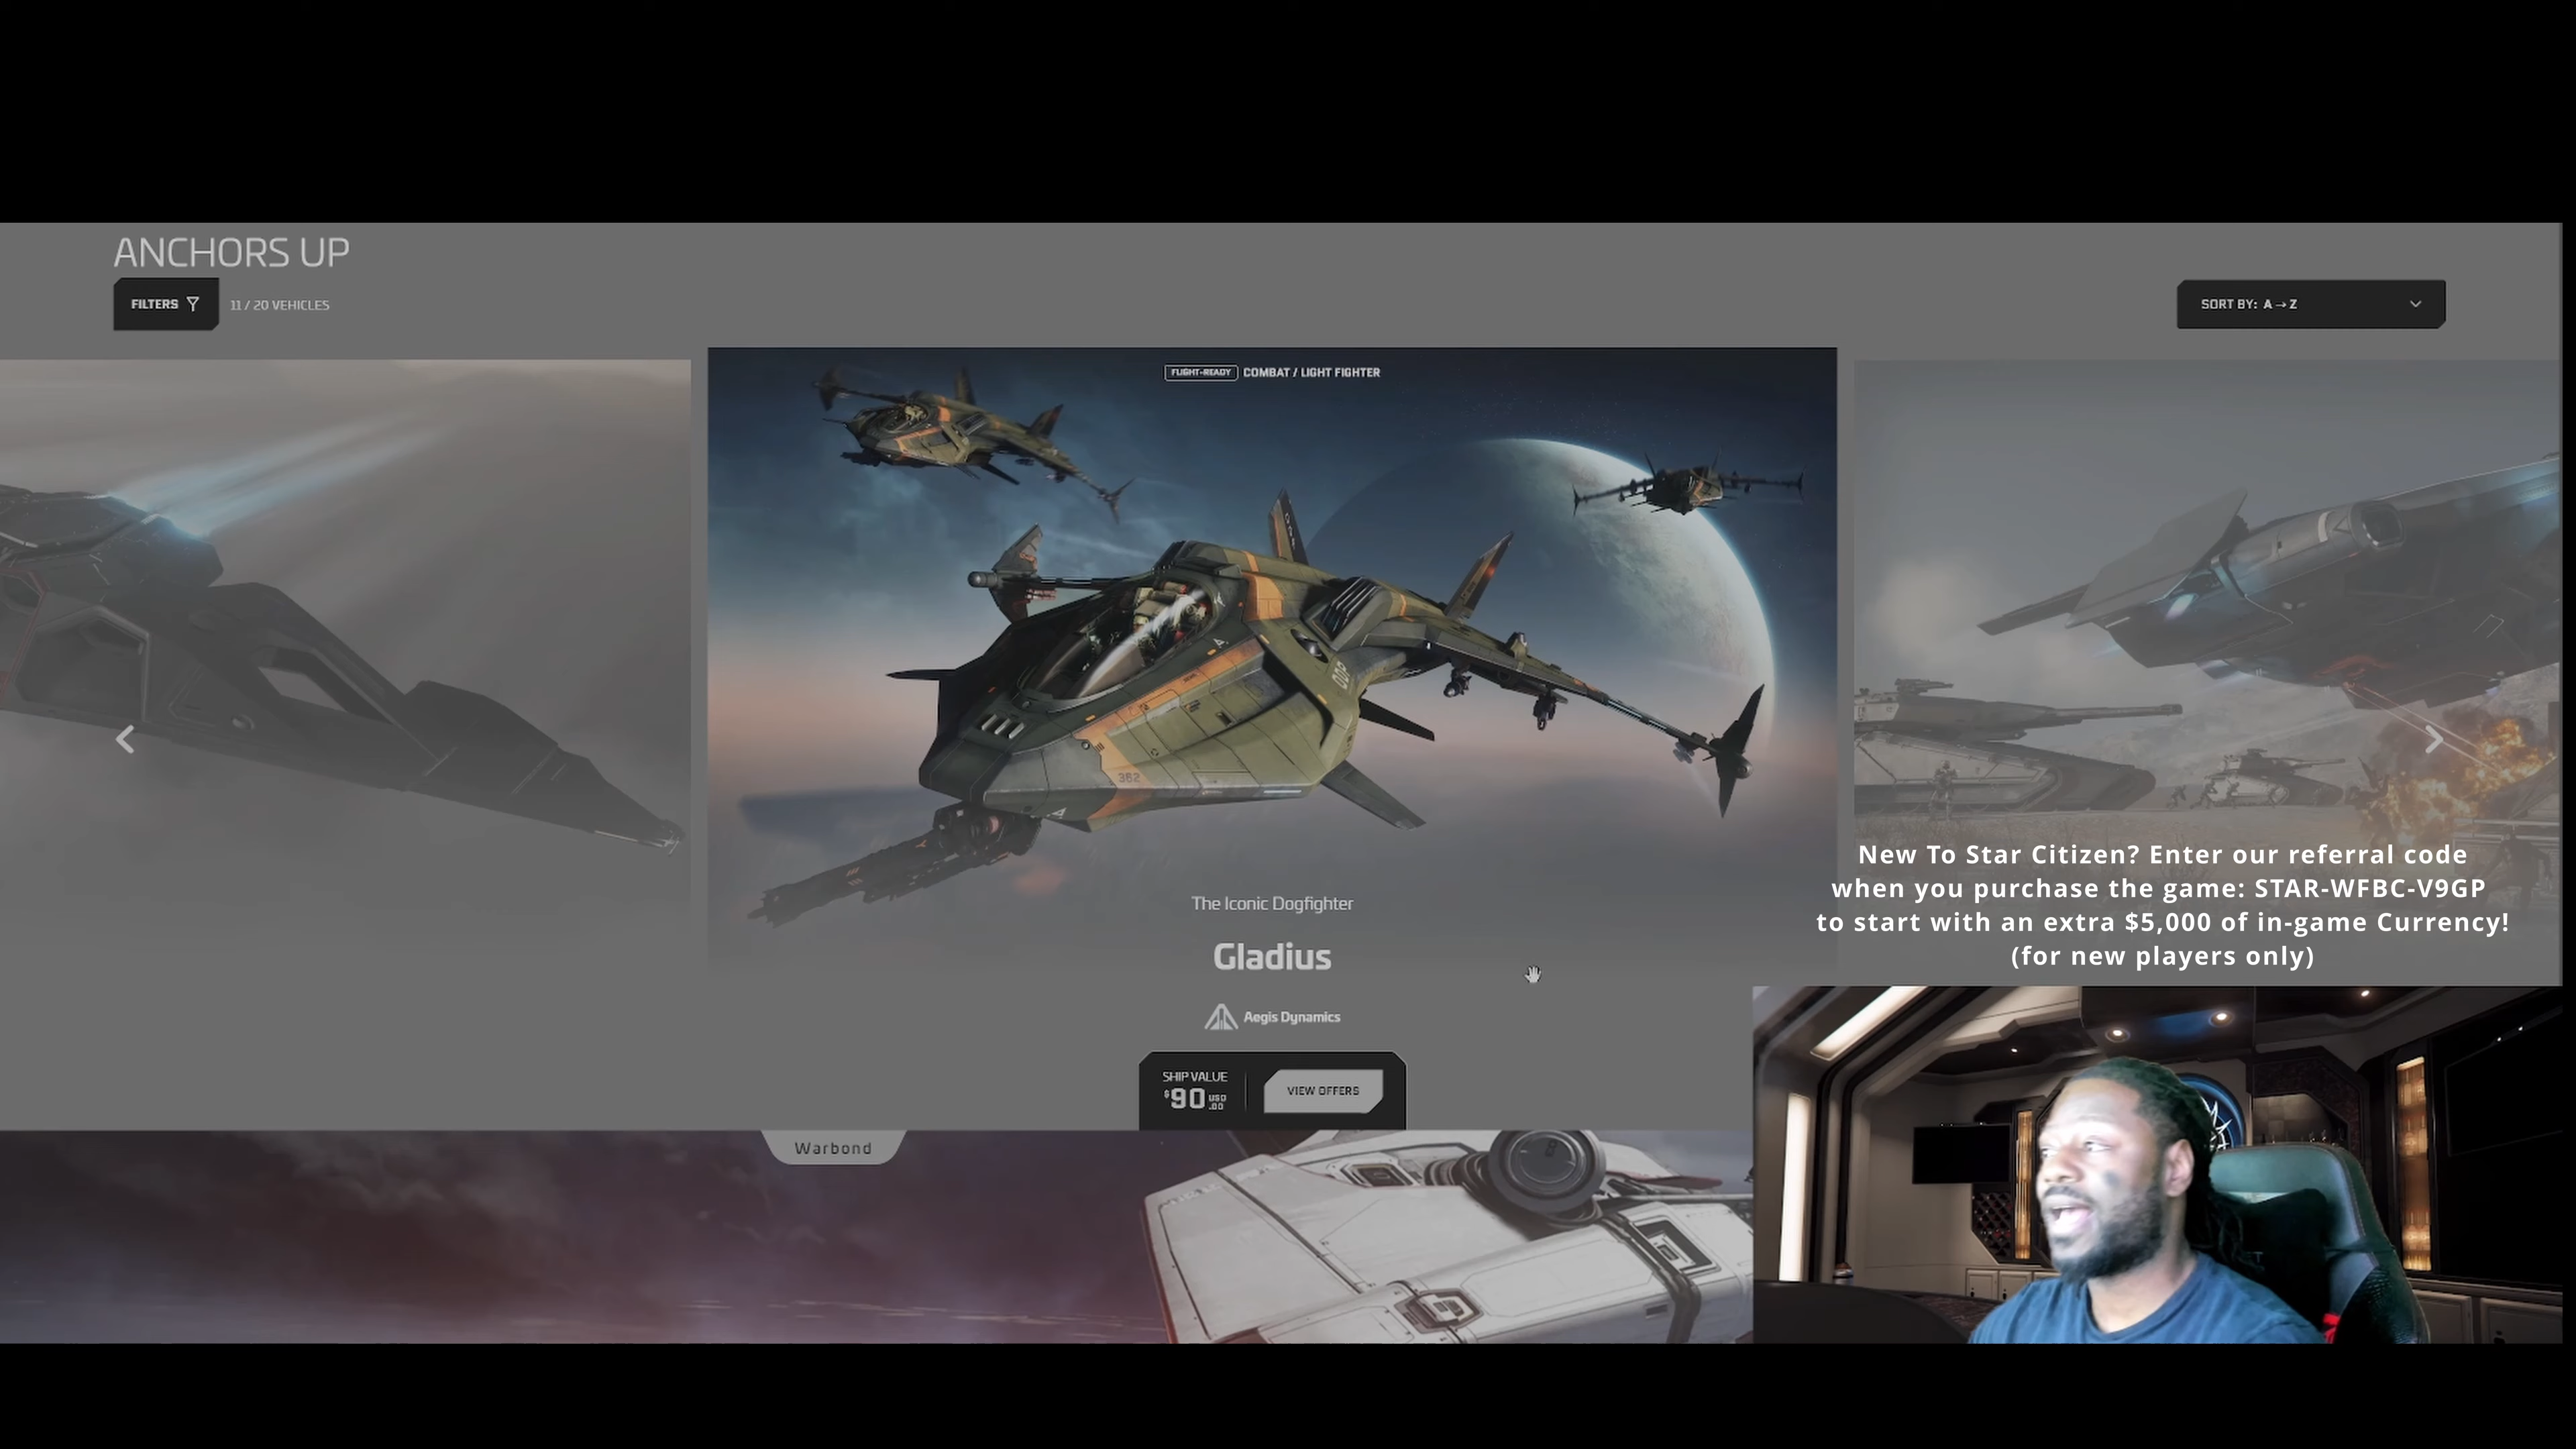 ANCHORS UP
FILTERS
11 / 20 VEHICLES
SORT BY: A → Z
FLIGHT-READY COMBAT / LIGHT FIGHTER
362
The Iconic Dogfighter
Gladius
Aegis Dynamics
SHIP VALUE
$90 USD .00
VIEW OFFERS
New To Star Citizen? Enter our referral code
when you purchase the game: STAR-WFBC-V9GP
to start with an extra $5,000 of in-game Currency!
(for new players only)
Warbond